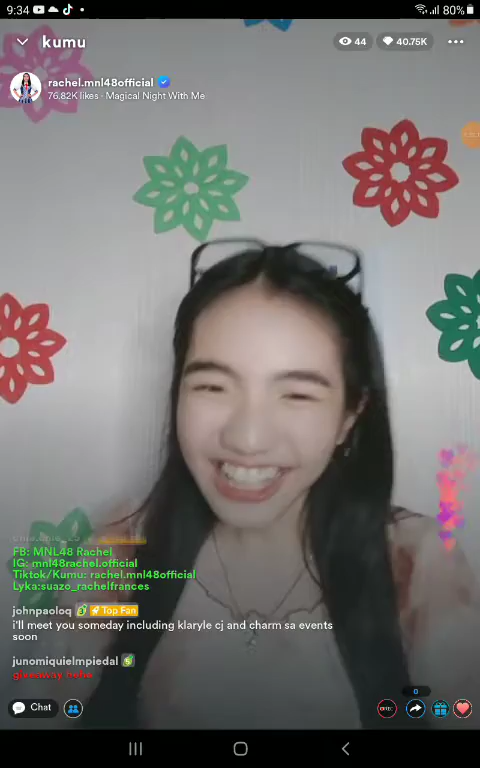 9:34
80%
kumu
44
40.75K
rachel.mnl48official
76.82K likes · Magical Night With Me
FB: MNL48 Rachel
IG: mnl48rachel.official
Tiktok/Kumu: rachel.mnl48official
Lyka:suazo_rachelfrances
johnpaoloq Top Fan
i'll meet you someday including klaryle cj and charm sa events
soon
junomiquielmpiedal
giveaway hehe
0
Chat